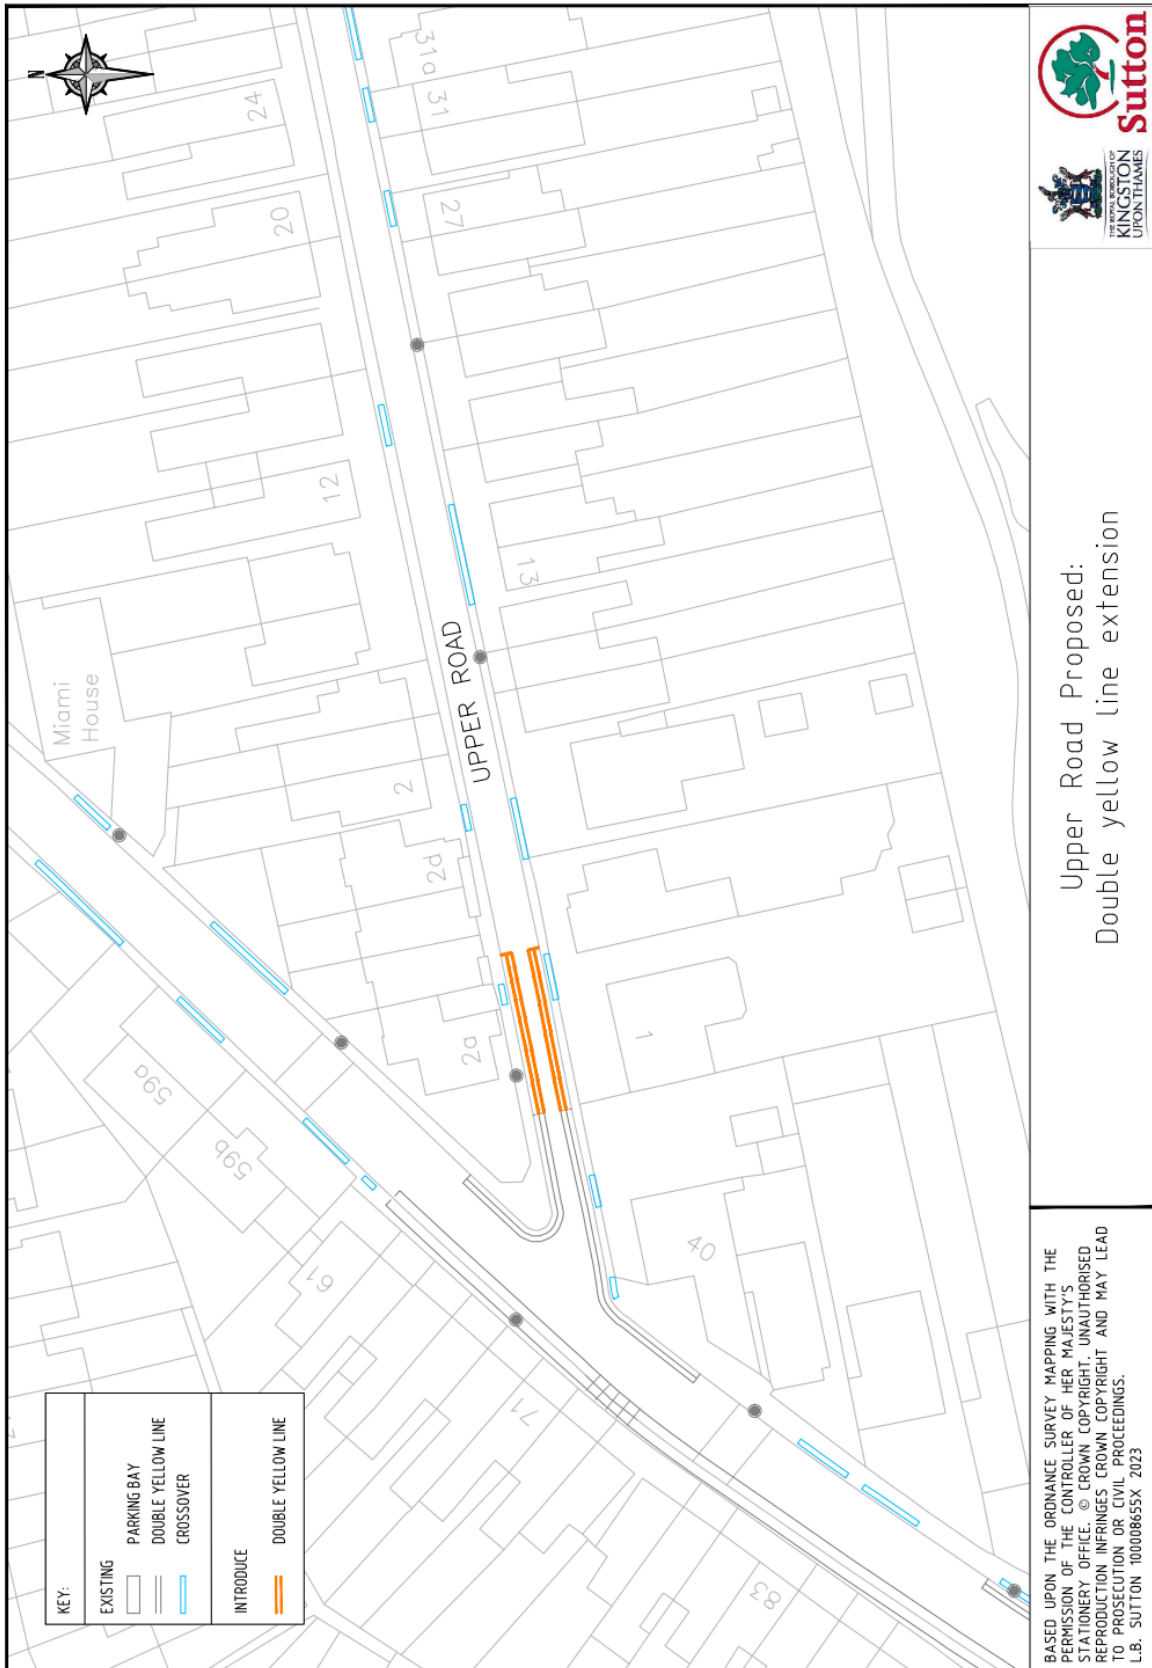 KEY:
EXISTING
PARKING BAY
DOUBLE YELLOW LINE
CROSSOVER
INTRODUCE
DOUBLE YELLOW LINE
N
Miami
House
24
20
12
2
2d
2a
59a
59b
61
71
83
UPPER ROAD
31a
31
27
13
1
40
BASED UPON THE ORDNANCE SURVEY MAPPING WITH THE
PERMISSION OF THE CONTROLLER OF HER MAJESTY'S
STATIONERY OFFICE. © CROWN COPYRIGHT. UNAUTHORISED
REPRODUCTION INFRINGES CROWN COPYRIGHT AND MAY LEAD
TO PROSECUTION OR CIVIL PROCEEDINGS.
L.B. SUTTON 100008655X 2023
Upper Road Proposed:
Double yellow line extension
THE ROYAL BOROUGH OF
KINGSTON
UPON THAMES
Sutton